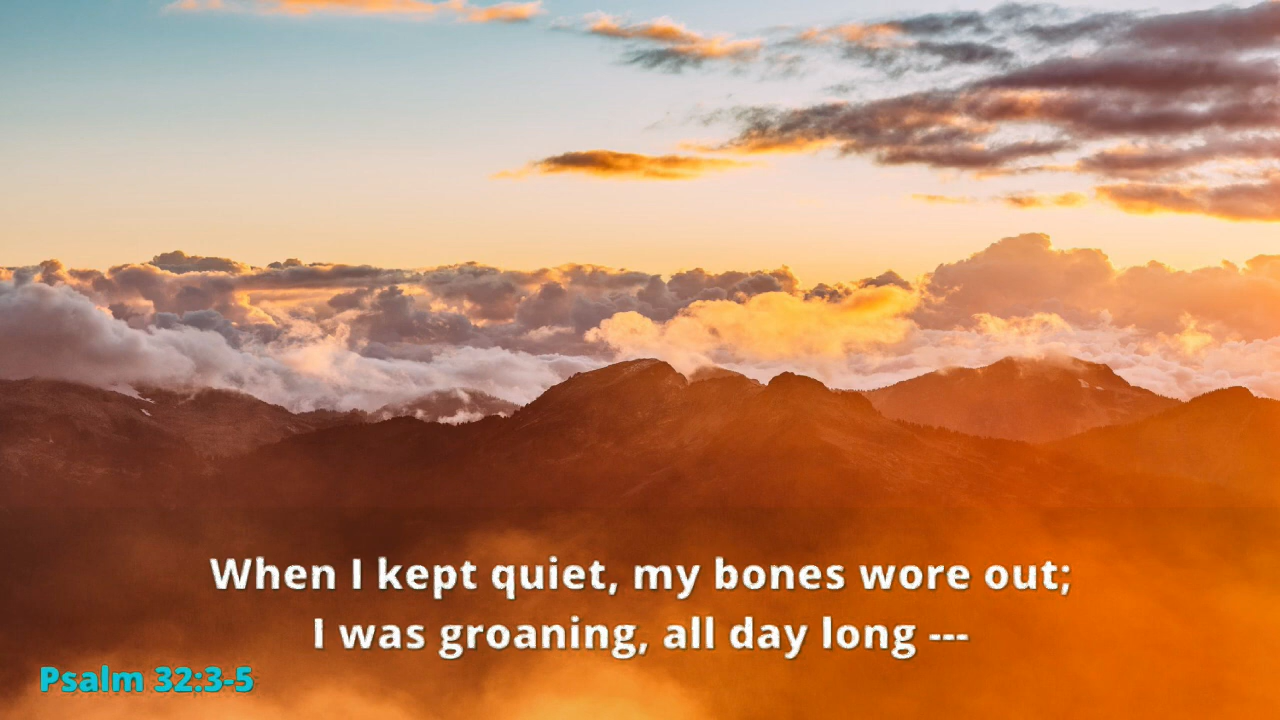 When I kept quiet, my bones wore out;
I was groaning, all day long ---
Psalm 32:3-5